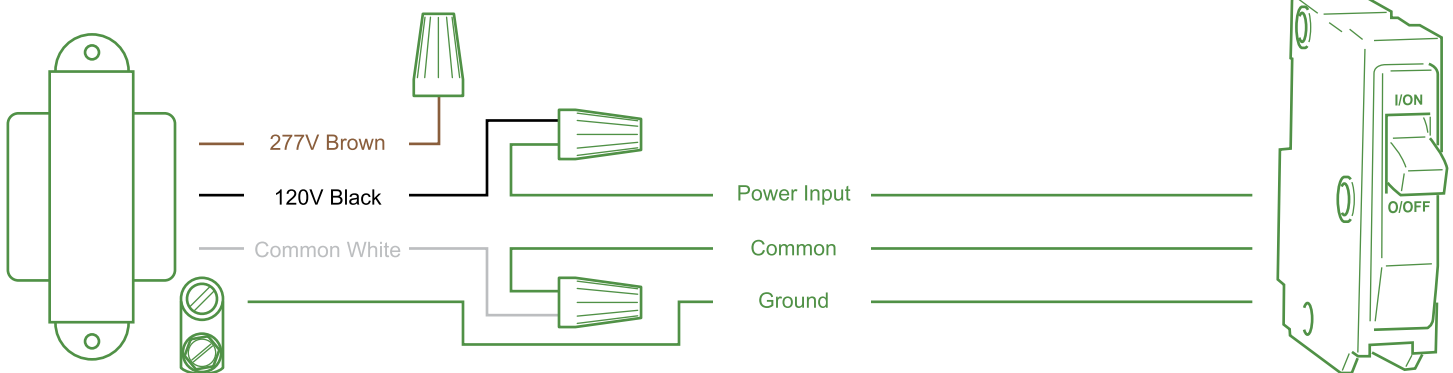 I/ON
277V Brown
120V Black
Power Input
O/OFF
Common White
Common
Ground